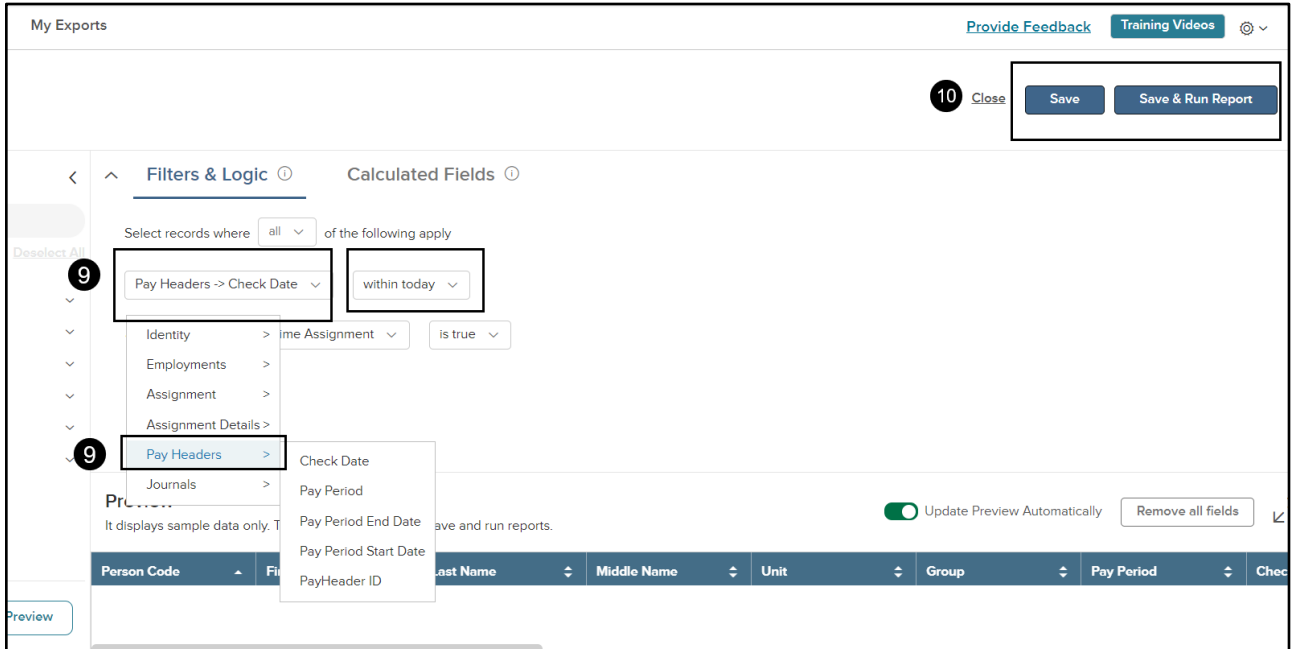 My Exports
Provide Feedback
Training Videos
10
Close
Save
Save & Run Report
Filters & Logic
Calculated Fields
Select records where all of the following apply
Deselect All
9
Pay Headers -> Check Date
within today
Identity >
ime Assignment
is true
Employments >
Assignment >
Assignment Details >
9
Pay Headers >
Check Date
Journals >
Pay Period
Pay Period End Date
Pay Period Start Date
PayHeader ID
It displays sample data only. T
ave and run reports.
Update Preview Automatically
Remove all fields
Person Code
Fi
ast Name
Middle Name
Unit
Group
Pay Period
Chec
Preview